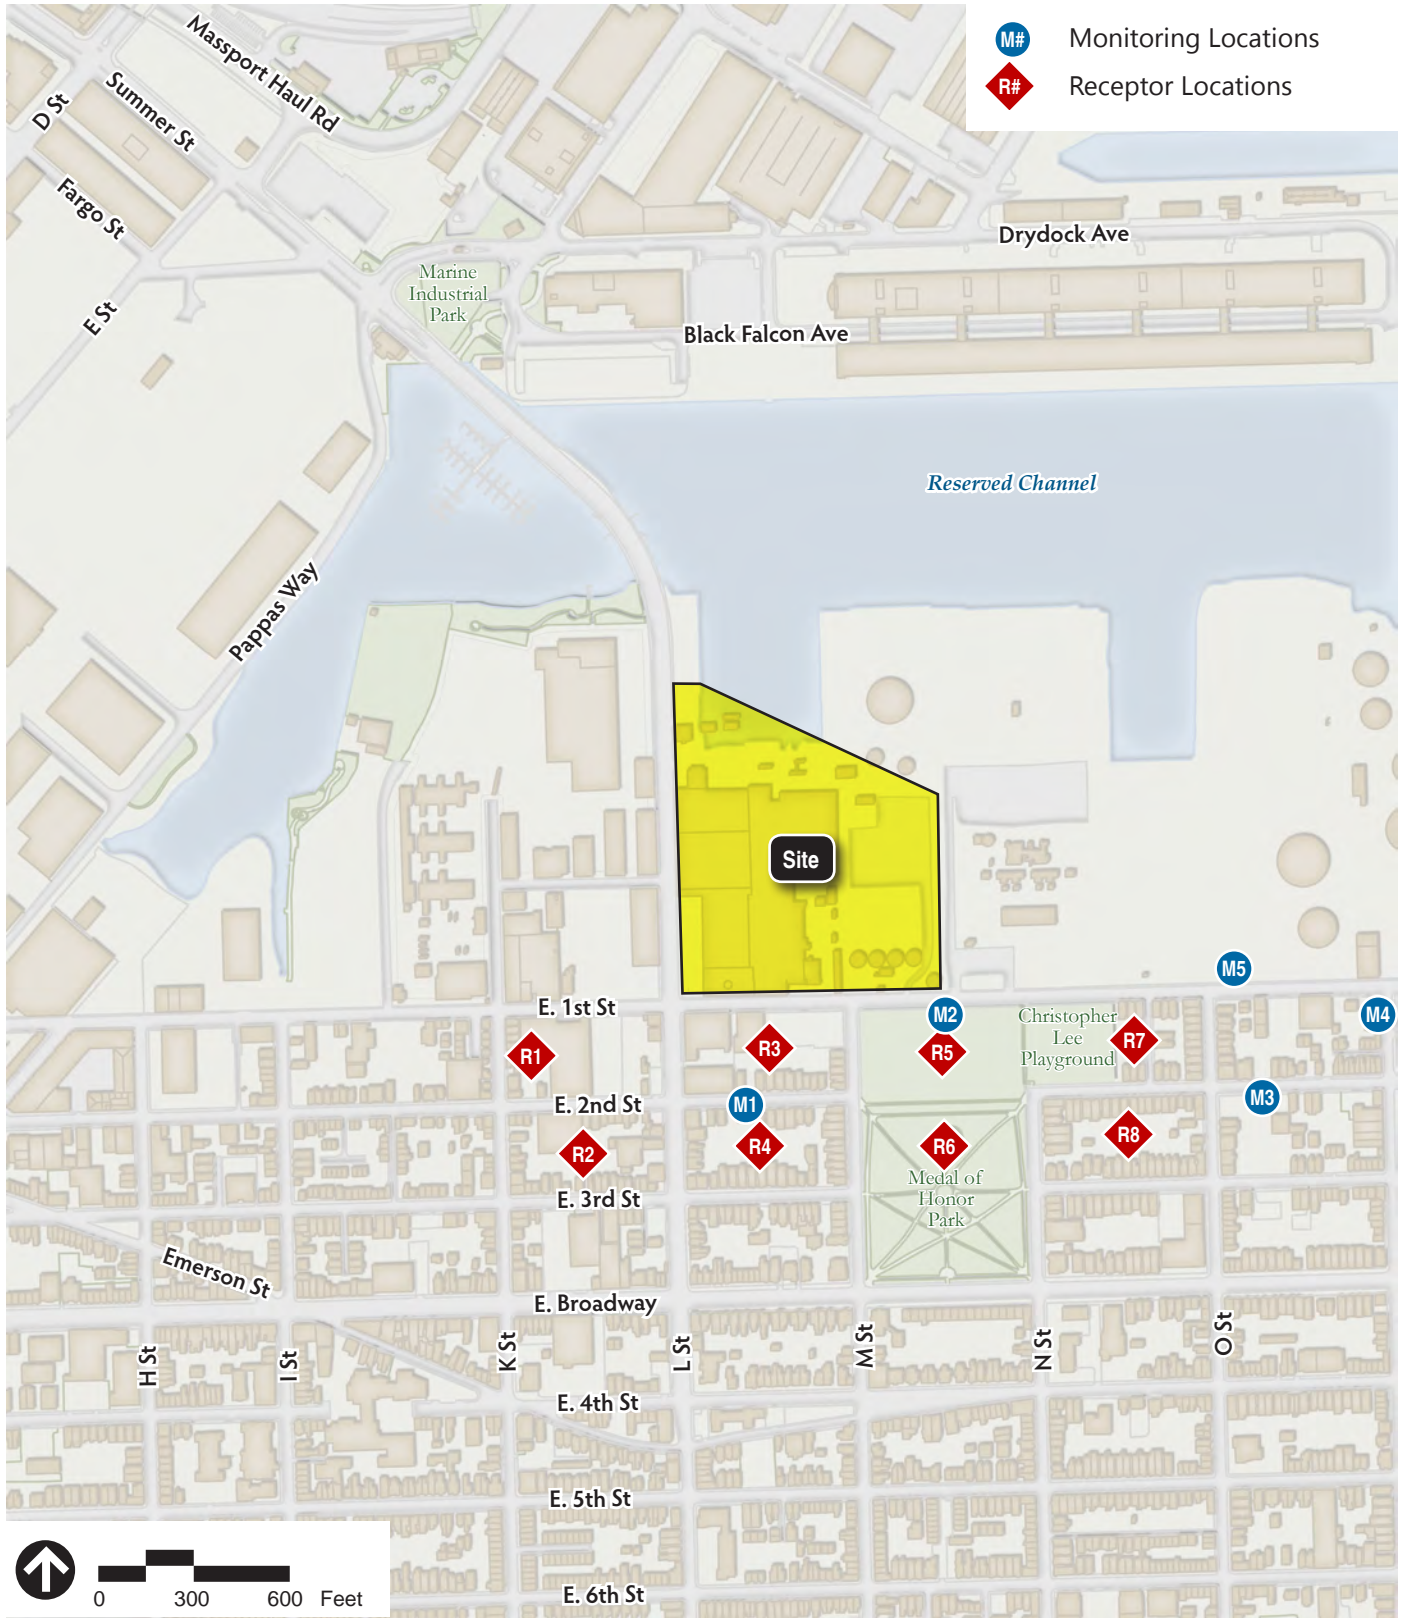 M# Monitoring Locations
R# Receptor Locations
Massport Haul Rd
Summer St
D St
Fargo St
E St
Drydock Ave
Marine
Industrial
Park
Black Falcon Ave
Reserved Channel
Pappas Way
Site
M5
E. 1st St
M2
Christopher
Lee
Playground
M4
R1
R3
R5
R7
E. 2nd St
M1
M3
R2
R4
R6
R8
Medal of
Honor
Park
E. 3rd St
Emerson St
E. Broadway
H St
I St
K St
L St
M St
N St
O St
E. 4th St
E. 5th St
E. 6th St
0 300 600 Feet